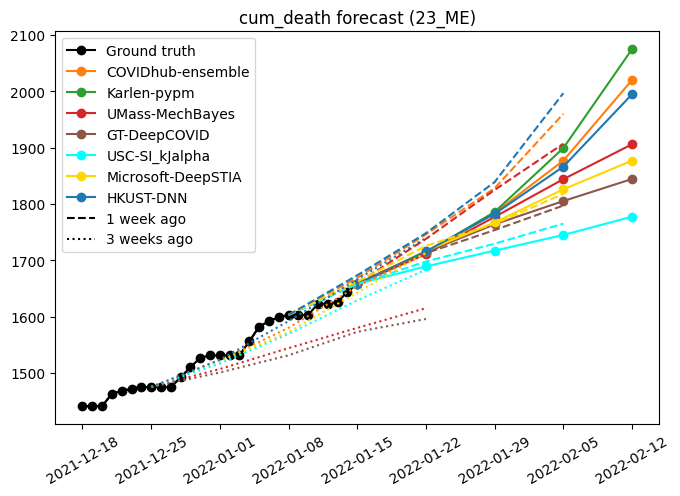 cum_death forecast (23_ME)
2100
2000
1900
1800
1700
1600
1500
Ground truth
COVIDhub-ensemble
Karlen-pypm
UMass-MechBayes
GT-DeepCOVID
USC-SI_kJalpha
Microsoft-DeepSTIA
HKUST-DNN
1 week ago
3 weeks ago
2021-12-18
2021-12-25
2022-01-01
2022-01-08
2022-01-15
2022-01-22
2022-01-29
2022-02-05
2022-02-12